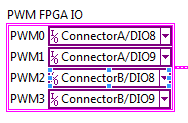 PWM FPGA IO
PWM0 I/O ConnectorA/DIO8
PWM1 I/O ConnectorA/DIO9
PWM2 I/O ConnectorB/DIO8
PWM3 I/O ConnectorB/DIO9